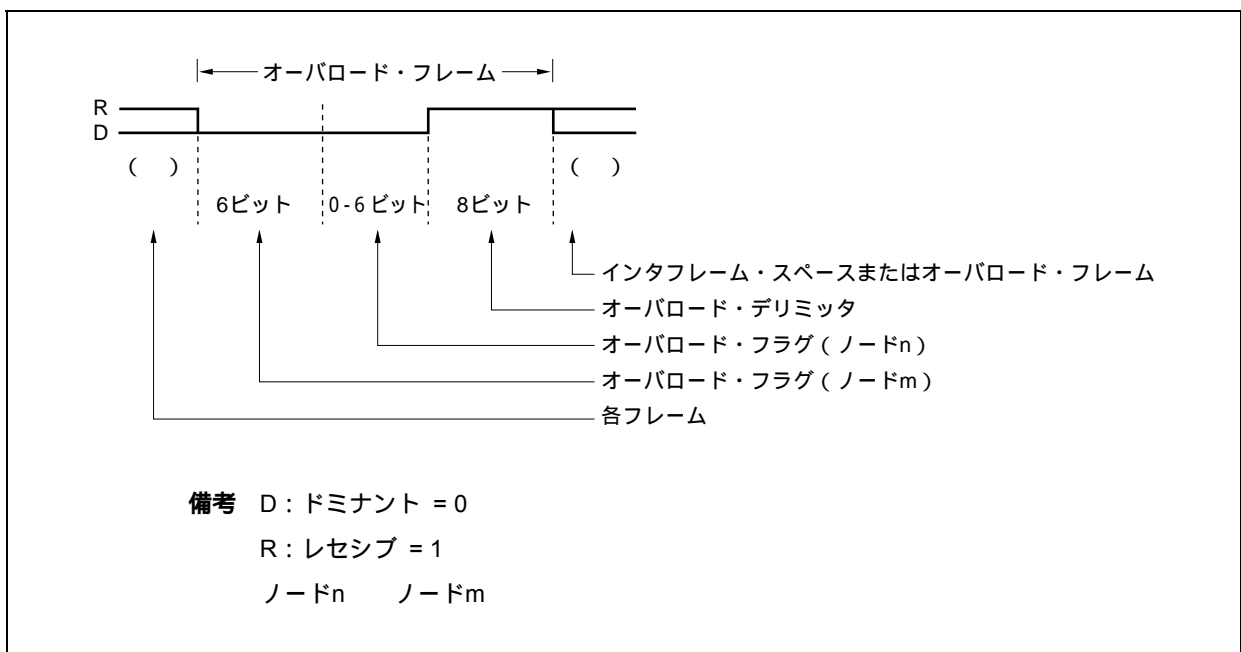 オーバロード・フレーム
R
D
( )
( )
6ビット
0-6ビット
8ビット
インタフレーム・スペースまたはオーバロード・フレーム
オーバロード・デリミッタ
オーバロード・フラグ(ノードn)
オーバロード・フラグ(ノードm)
各フレーム
備考 D:ドミナント = 0
R:レセシブ = 1
ノードn ノードm